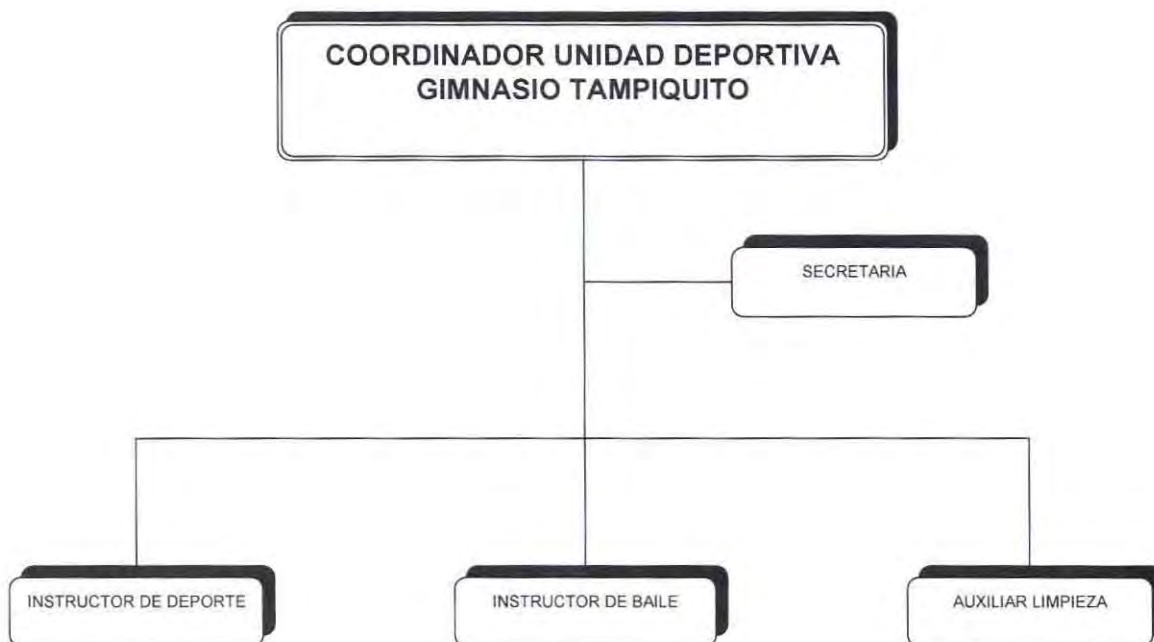 COORDINADOR UNIDAD DEPORTIVA
GIMNASIO TAMPIQUITO
SECRETARIA
INSTRUCTOR DE DEPORTE
INSTRUCTOR DE BAILE
AUXILIAR LIMPIEZA